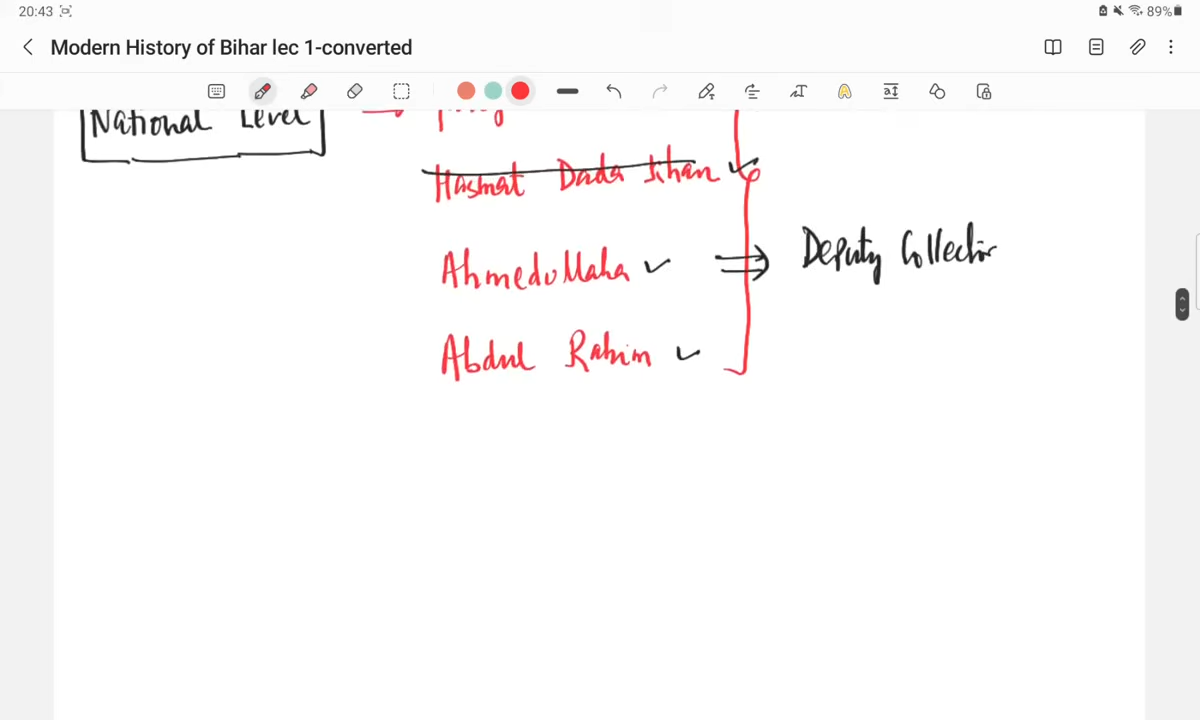 20:43 89%
Modern History of Bihar lec 1-converted
National Level
Hasmat Dada Khan
Ahmedullaha
Deputy Collector
Abdul Rahim